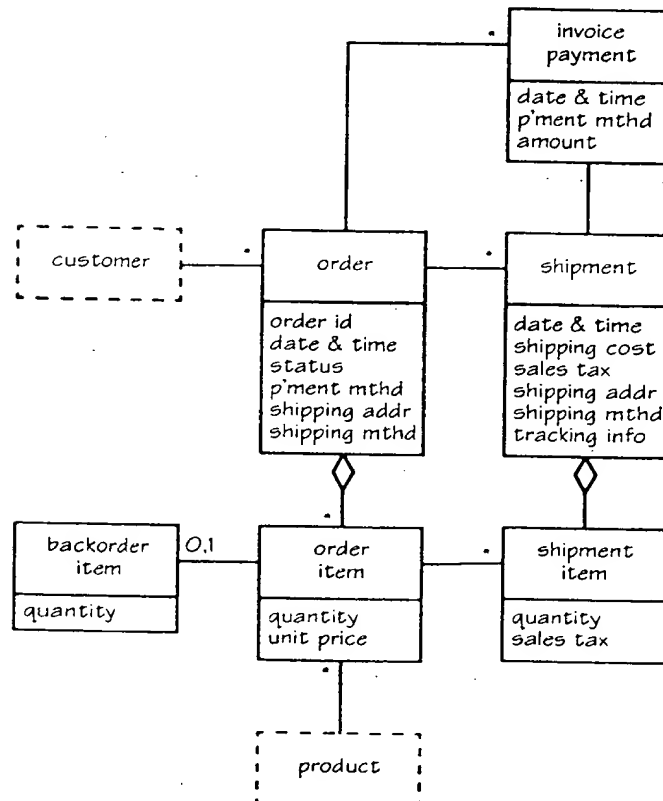 *
invoice
payment
date & time
p'ment mthd
amount
customer
*
order
*
shipment
order id
date & time
status
p'ment mthd
shipping addr
shipping mthd
date & time
shipping cost
sales tax
shipping addr
shipping mthd
tracking info
backorder
item
quantity
0,1
*
order
item
quantity
unit price
*
shipment
item
quantity
sales tax
*
product